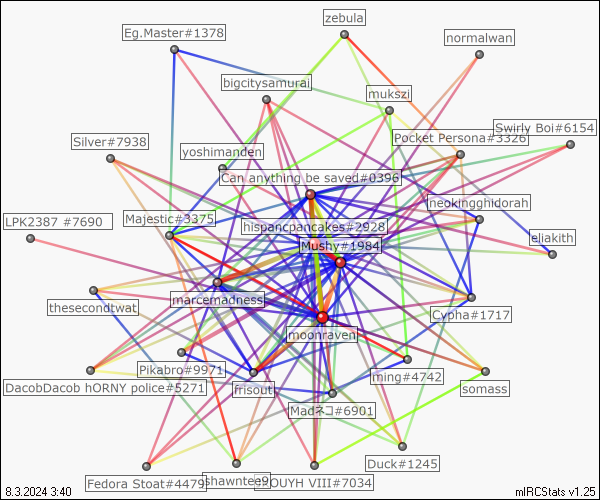 zebula
Eg.Master#1378
normalwan
bigcitysamurai
mukszi
Swirly Boi#6154
Pocket Persona#3326
Silver#7938
yoshimanden
Can anything be saved#0396
neokingghidorah
LPK2387 #7690
Majestic#3375
hispancpancakes#2928
Mushy#1984
eliakith
marcemadness
thesecondtwat
Cypha#1717
moonraven
Pikabro#9971
ming#4742
DacobDacob hORNY police#5271
frisout
somass
Madネコ#6901
Duck#1245
Fedora Stoat#4479
shawntee9
OUYH VIII#7034
8.3.2024 3:40
mIRCStats v1.25